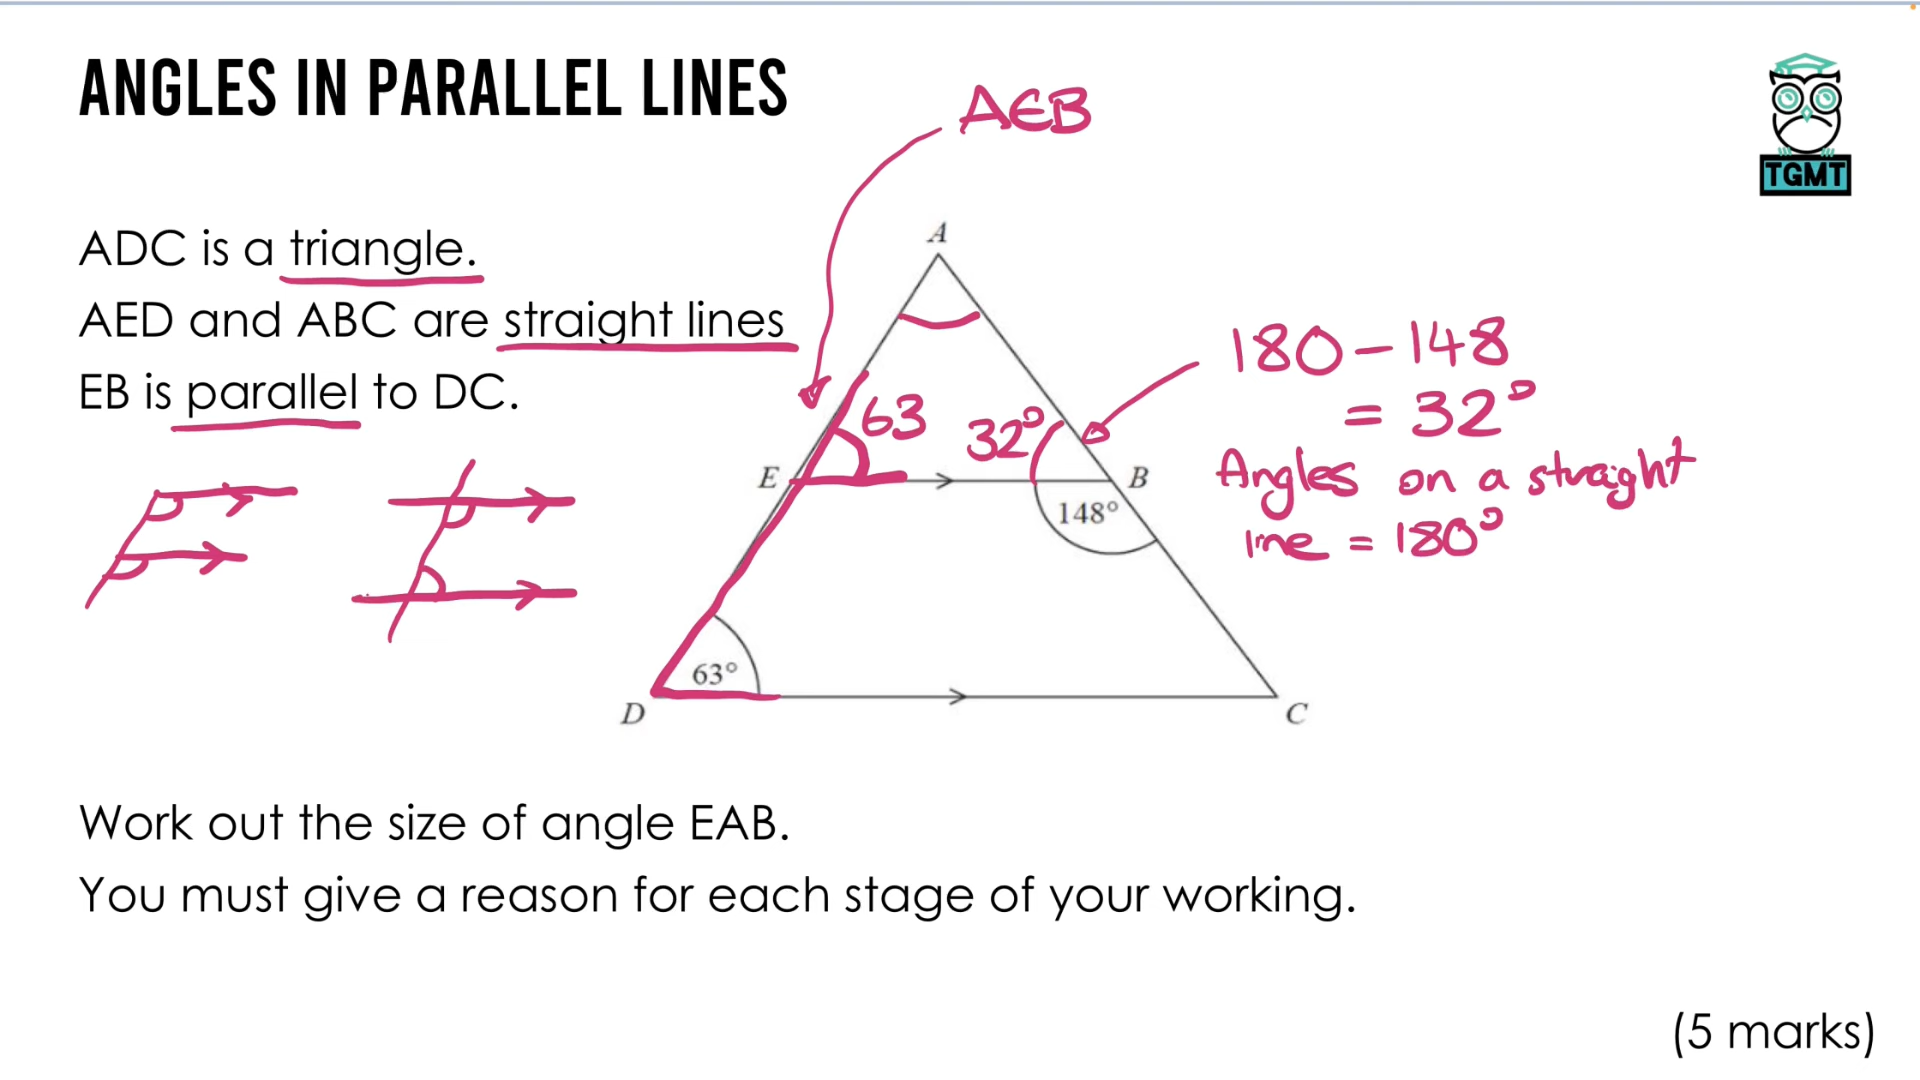 ANGLES IN PARALLEL LINES
AEB
TGMT
ADC is a triangle.
AED and ABC are straight lines
EB is parallel to DC.
A
180-148
= 32°
Angles on a straight
line = 180°
63
32°
E
B
148°
63°
D
C
Work out the size of angle EAB.
You must give a reason for each stage of your working.
(5 marks)